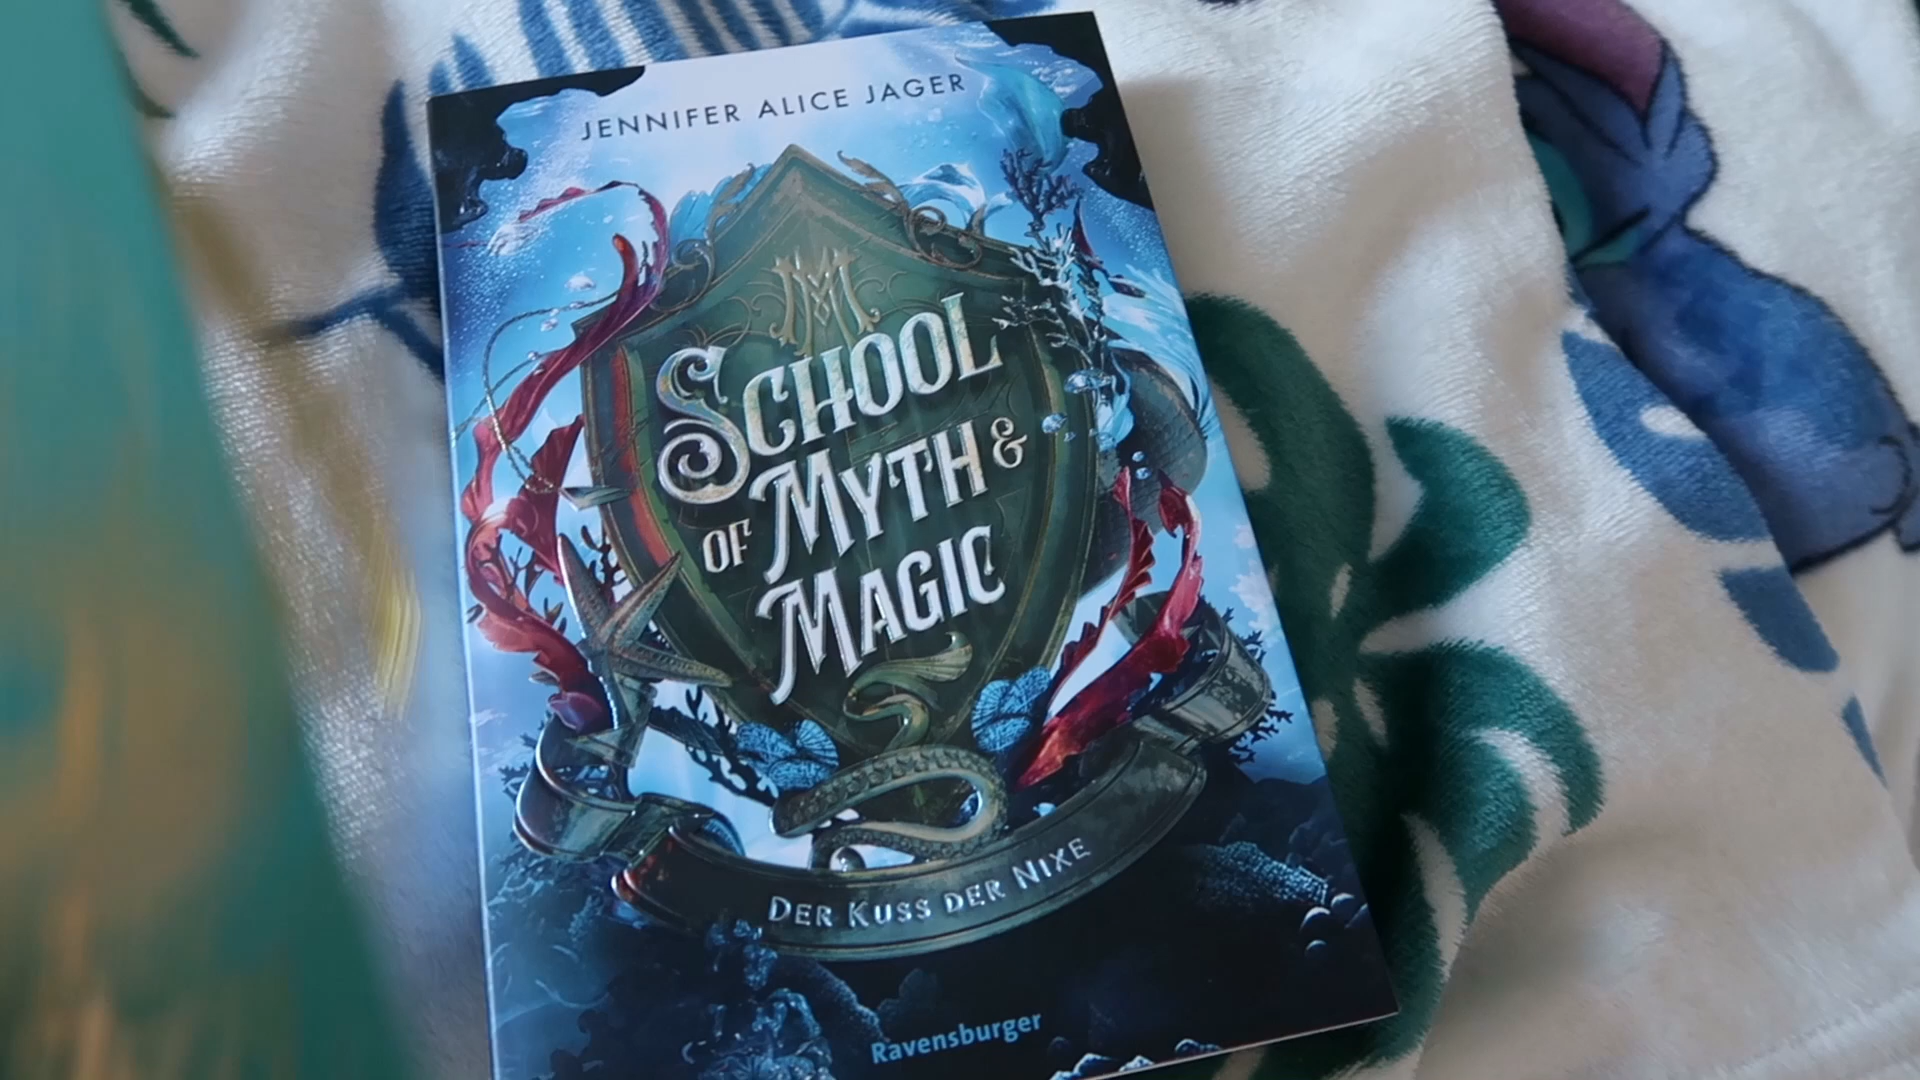 JENNIFER ALICE JAGER
M
SCHOOL
OF MYTH &
MAGIC
DER KUSS DER NIXE
Ravensburger